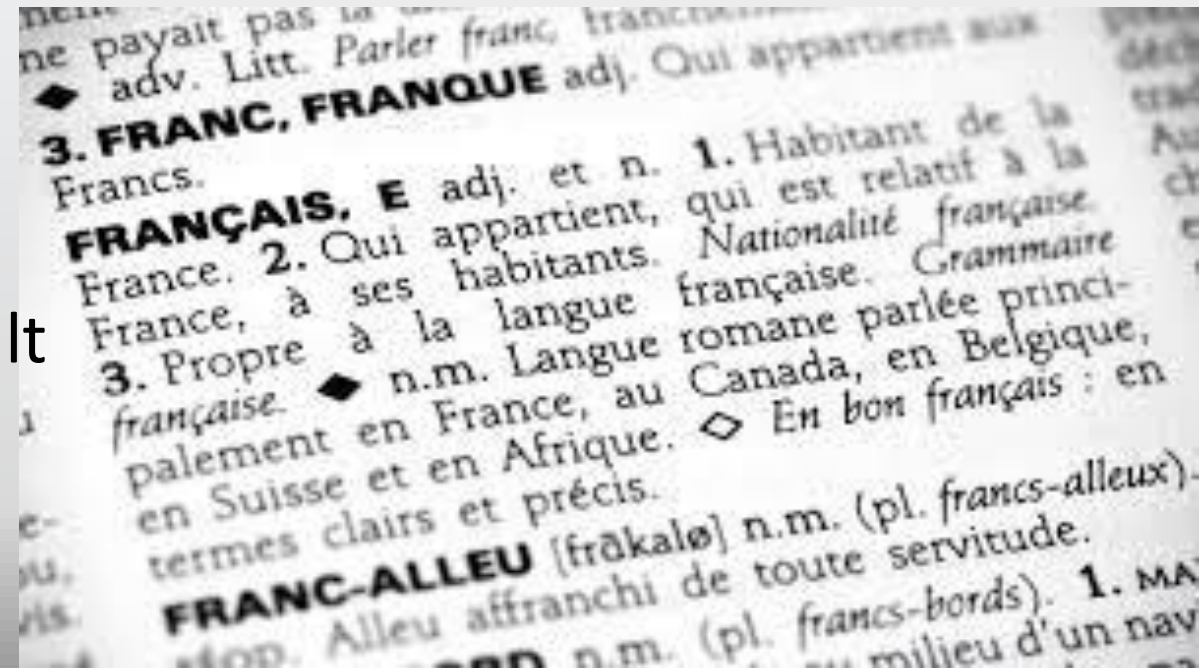 ne payait pas la
◆ adv. Litt. Parler franc, franchement
3. FRANC, FRANQUE adj. Qui appartient aux
Francs.
FRANÇAIS, E adj. et n. 1. Habitant de la
France. 2. Qui appartient, qui est relatif à la
France, à ses habitants. Nationalité française.
3. Propre à la langue française. Grammaire
française. ◆ n.m. Langue romane parlée princi-
palement en France, au Canada, en Belgique,
en Suisse et en Afrique. ◇ En bon français : en
termes clairs et précis.
FRANC-ALLEU [frãkalø] n.m. (pl. francs-alleux).
Alleu affranchi de toute servitude.
n.m. (pl. francs-bords). 1. MA
milieu d'un nav
lt